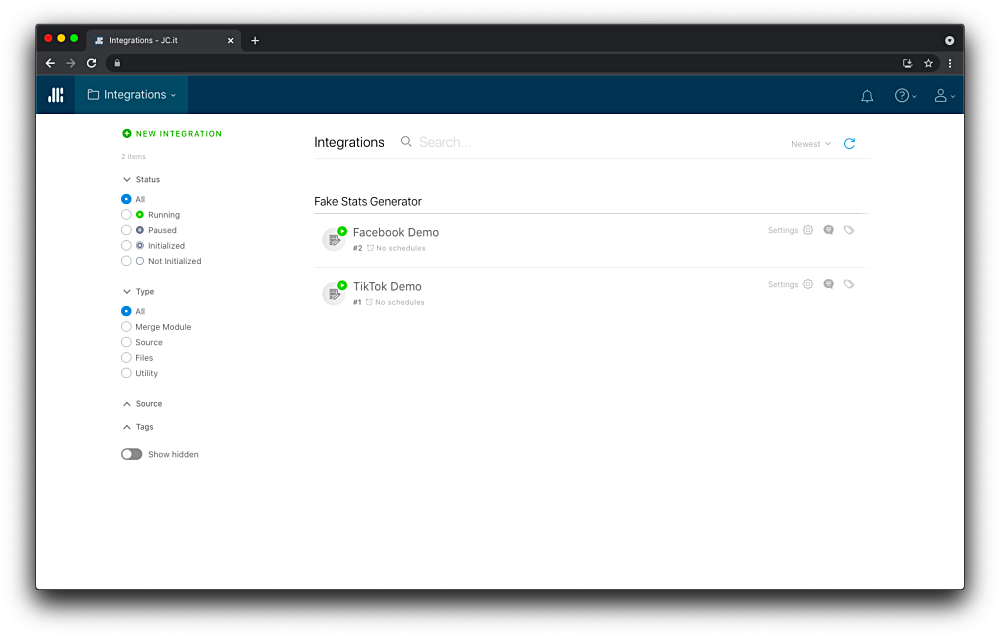 Integrations - JC.it
Integrations
NEW INTEGRATION
2 items
Status
All
Running
Paused
Initialized
Not Initialized
Type
All
Merge Module
Source
Files
Utility
Source
Tags
Show hidden
Integrations Search... Newest
Fake Stats Generator
Facebook Demo Settings
#2 No schedules
TikTok Demo Settings
#1 No schedules